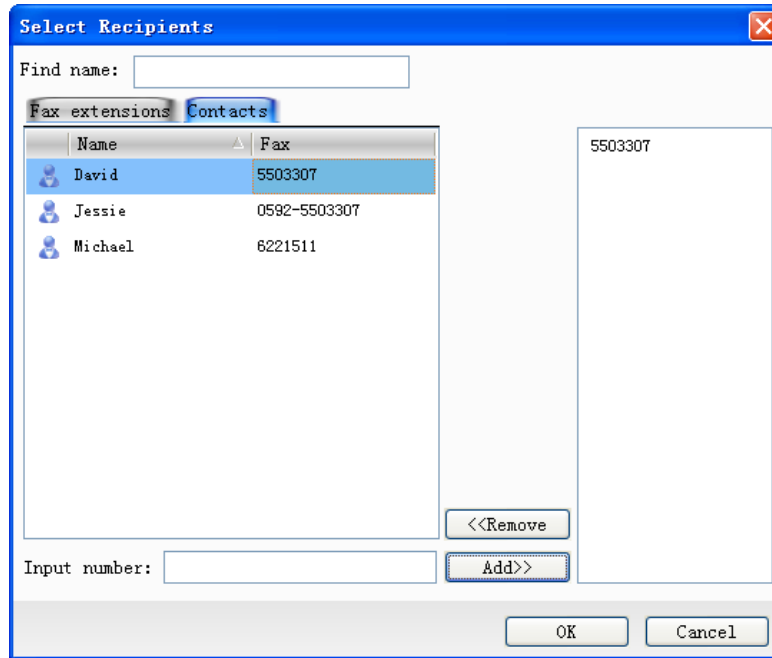 Select Recipients
Find name:
Fax extensions Contacts
Name Fax
David 5503307
Jessie 0592-5503307
Michael 6221511
5503307
<<Remove
Input number:
Add>>
OK Cancel